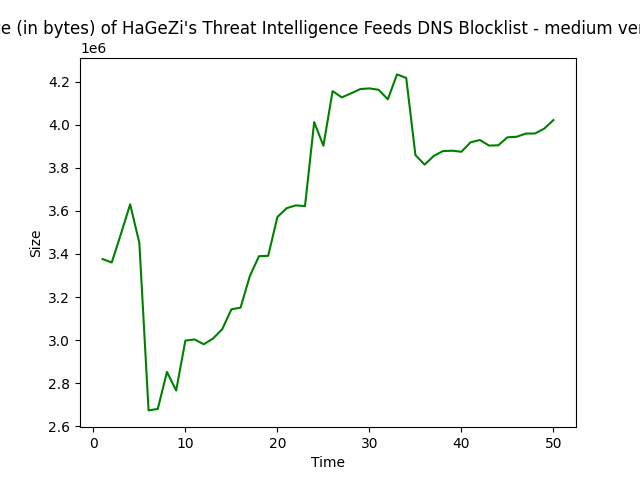 (in bytes) of HaGeZi's Threat Intelligence Feeds DNS Blocklist - medium
1e6
4.2
4.0
3.8
3.6
3.4
3.2
3.0
2.8
2.6
Size
0 10 20 30 40 50
Time